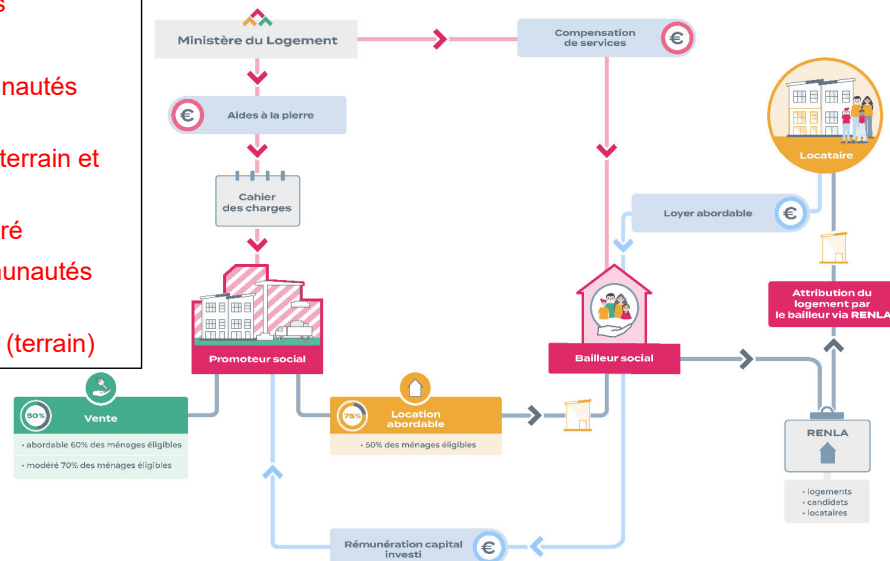 s
nautés
terrain et
ré
munautés
(terrain)
Ministère du Logement
Compensation
de services
€
€
Aides à la pierre
Cahier
des charges
Locataire
Loyer abordable
€
Attribution du
logement par
le bailleur via RENLA
Promoteur social
Bailleur social
50%
Vente
• abordable 60% des ménages éligibles
• modéré 70% des ménages éligibles
75%
Location
abordable
• 50% des ménages éligibles
RENLA
• logements
• candidats
• locataires
Rémunération capital
investi
€